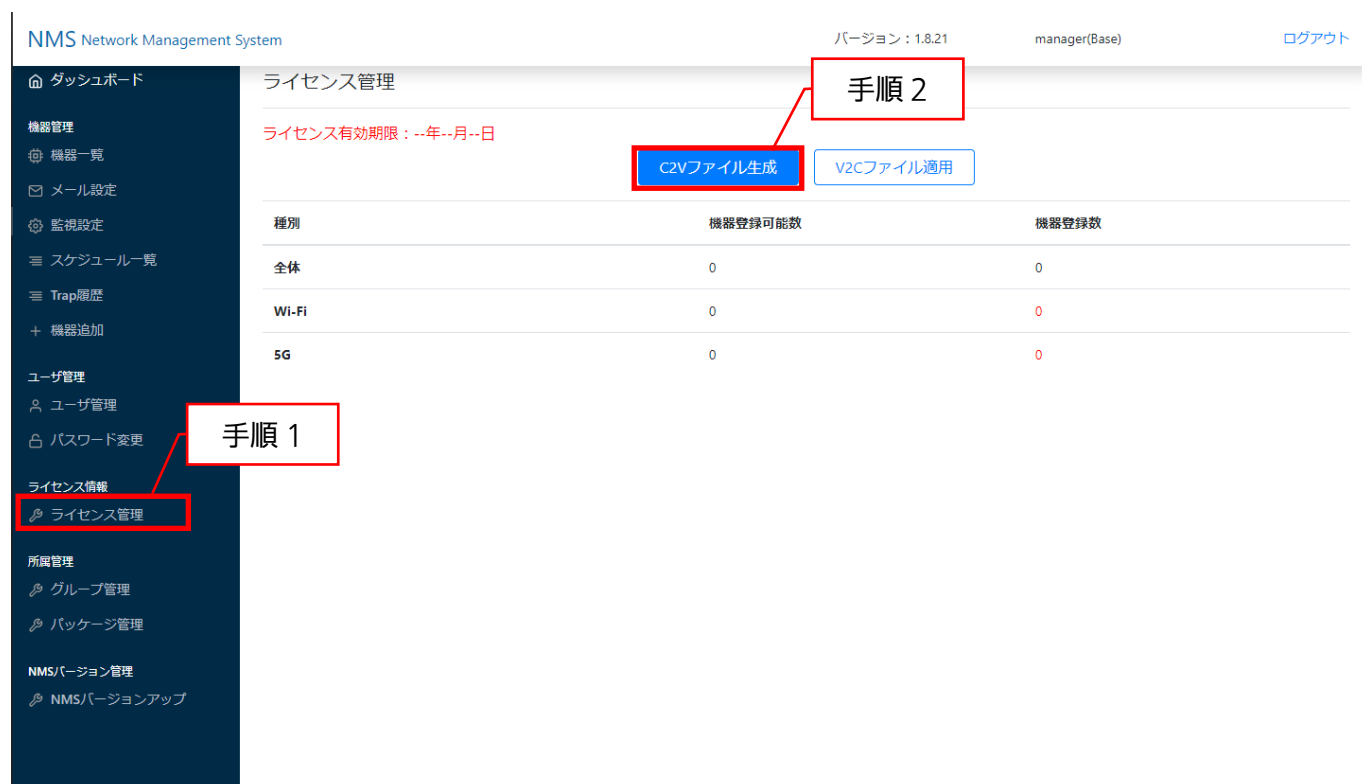 NMS Network Management System
バージョン：1.8.21
manager(Base)
ログアウト
ダッシュボード
機器管理
機器一覧
メール設定
監視設定
スケジュール一覧
Trap履歴
機器追加
ユーザ管理
ユーザ管理
パスワード変更
手順１
ライセンス情報
ライセンス管理
所属管理
グループ管理
パッケージ管理
NMSバージョン管理
NMSバージョンアップ
ライセンス管理
手順２
ライセンス有効期限：--年--月--日
C2Vファイル生成
V2Cファイル適用
種別 機器登録可能数 機器登録数
全体 0 0
Wi-Fi 0 0
5G 0 0